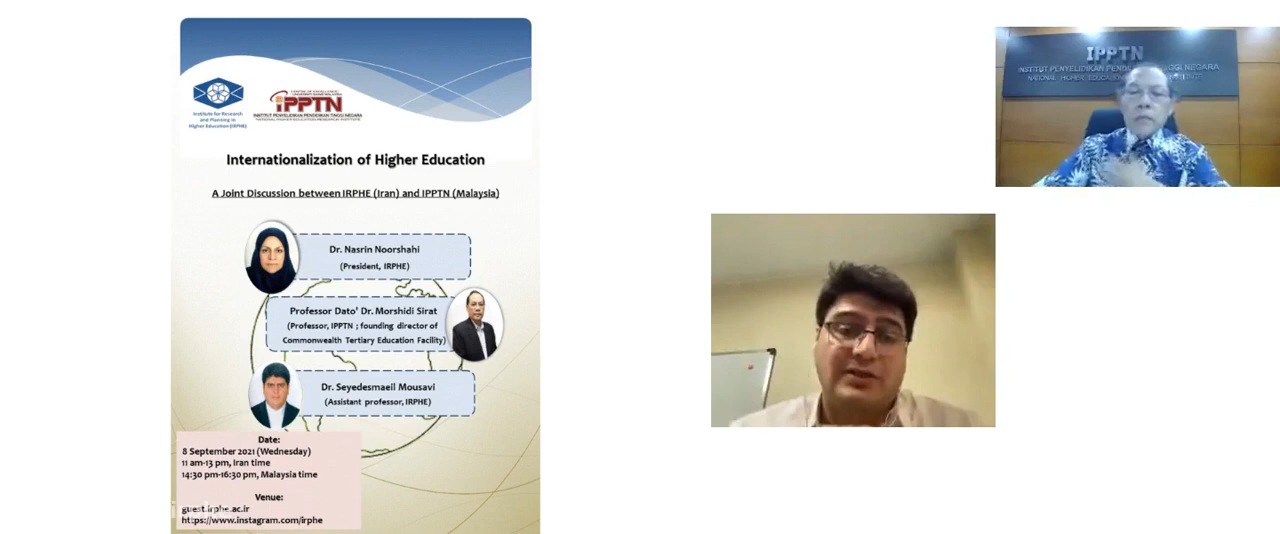 Institute for Research
and Planning in
Higher Education (IRPHE)
iPPTN
INSTITUT PENYELIDIKAN PENDIDIKAN TINGGI NEGARA
NATIONAL HIGHER EDUCATION RESEARCH INSTITUTE
Internationalization of Higher Education
A Joint Discussion between IRPHE (Iran) and IPPTN (Malaysia)
Dr. Nasrin Noorshahi
(President, IRPHE)
Professor Dato' Dr. Morshidi Sirat
(Professor, IPPTN ; founding director of
Commonwealth Tertiary Education Facility)
Dr. Seyedesmaeil Mousavi
(Assistant professor, IRPHE)
Date:
8 September 2021 (Wednesday)
11 am-13 pm, Iran time
14:30 pm-16:30 pm, Malaysia time
Venue:
guest.irphe.ac.ir
https://www.instagram.com/irphe
IPPTN
INSTITUT PENYELIDIKAN TINGGI NEGARA
NATIONAL HIGHER